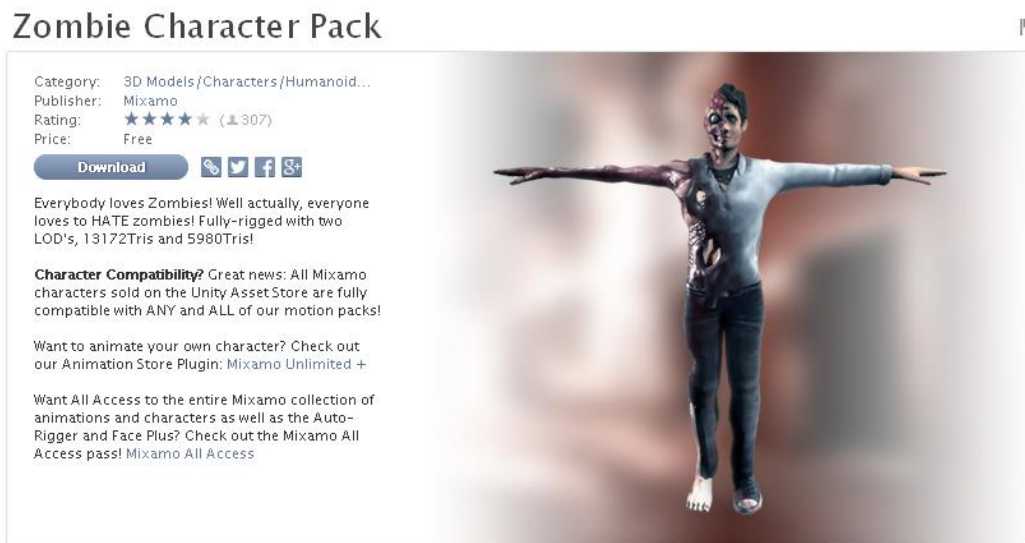 Zombie Character Pack
Category: 3D Models/Characters/Humanoid...
Publisher: Mixamo
Rating: ★★★★★ (307)
Price: Free
Download
Everybody loves Zombies! Well actually, everyone
loves to HATE zombies! Fully-rigged with two
LOD's, 13172Tris and 5980Tris!
Character Compatibility? Great news: All Mixamo
characters sold on the Unity Asset Store are fully
compatible with ANY and ALL of our motion packs!
Want to animate your own character? Check out
our Animation Store Plugin: Mixamo Unlimited +
Want All Access to the entire Mixamo collection of
animations and characters as well as the Auto-
Rigger and Face Plus? Check out the Mixamo All
Access pass! Mixamo All Access